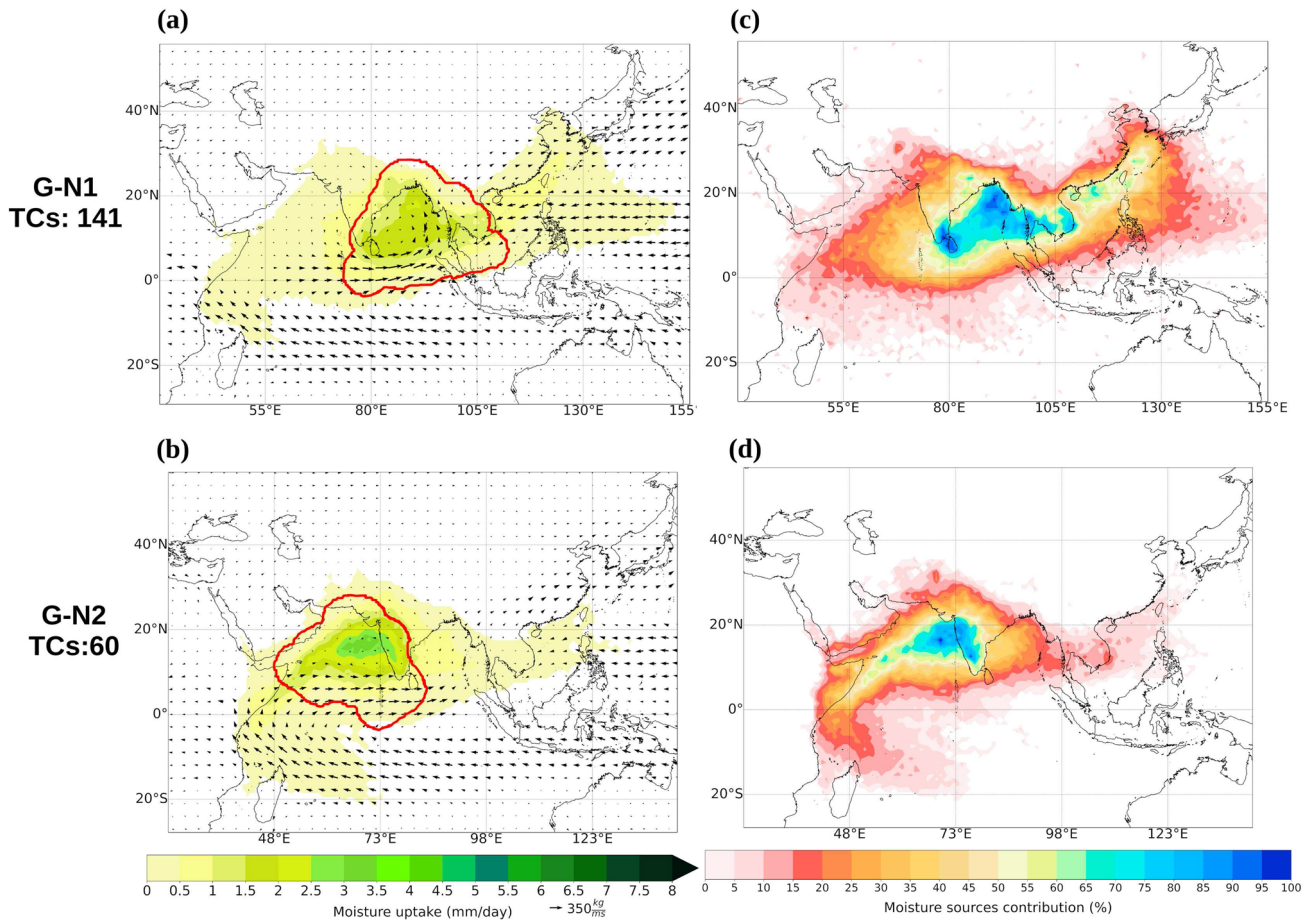 (a)
(c)
G-N1
TCs: 141
40°N
20°N
0°
20°S
55°E 80°E 105°E 130°E 155°
40°N
20°N
0°
20°S
55°E 80°E 105°E 130°E 155°E
(b)
(d)
G-N2
TCs:60
40°N
20°N
0°
20°S
48°E 73°E 98°E 123°E
40°N
20°N
0°
20°S
48°E 73°E 98°E 123°E
0 0.5 1 1.5 2 2.5 3 3.5 4 4.5 5 5.5 6 6.5 7 7.5 8
Moisture uptake (mm/day) → 350 kg/ms
0 5 10 15 20 25 30 35 40 45 50 55 60 65 70 75 80 85 90 95 100
Moisture sources contribution (%)